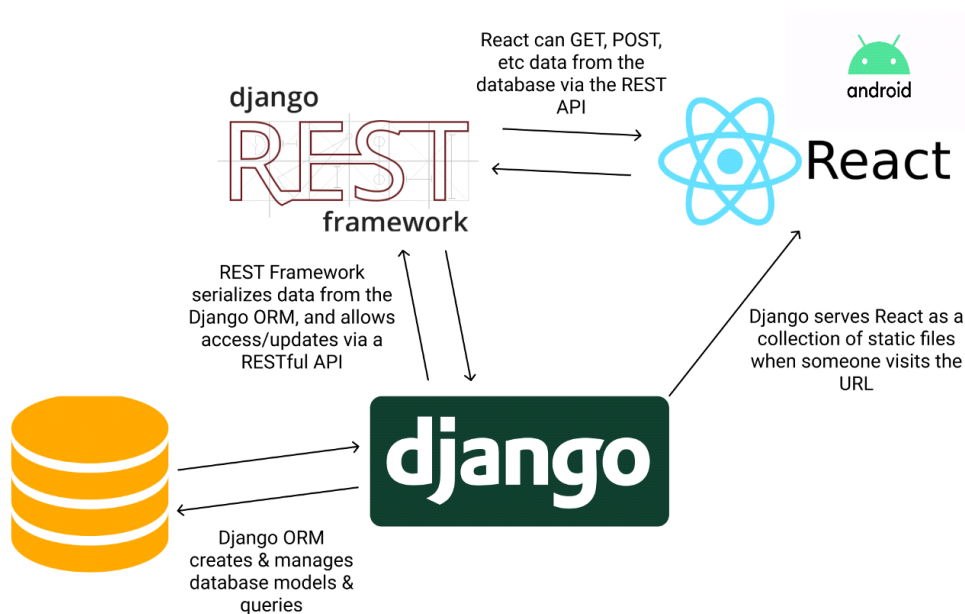 React can GET, POST,
etc data from the
database via the REST
API
android
django
REST
framework
React
REST Framework
serializes data from the
Django ORM, and allows
access/updates via a
RESTful API
Django serves React as a
collection of static files
when someone visits the
URL
django
Django ORM
creates & manages
database models &
queries